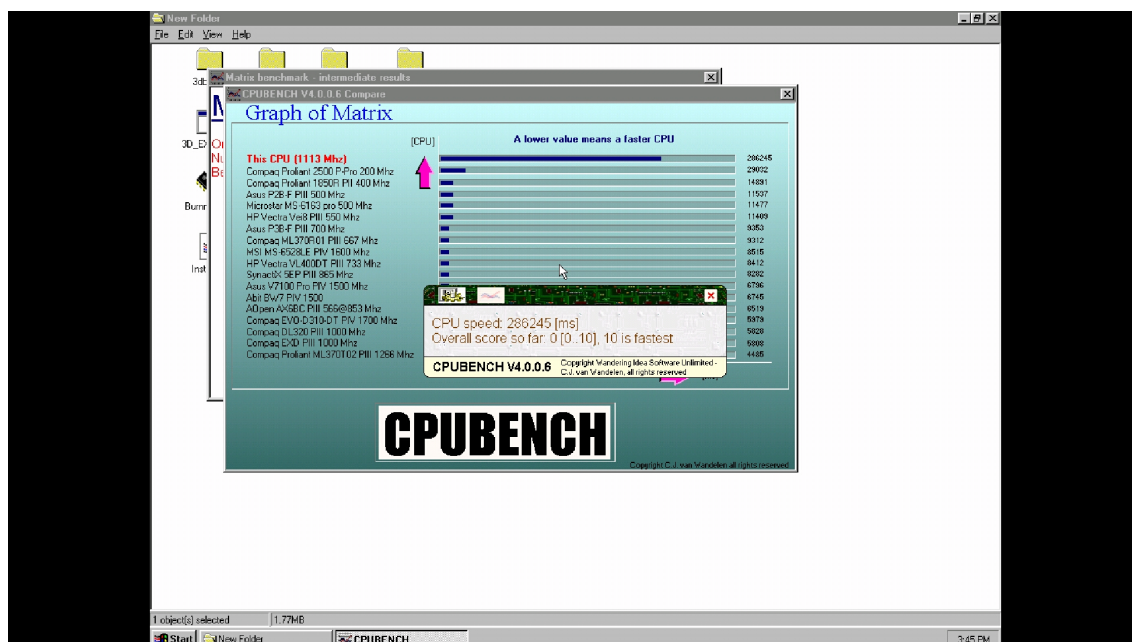 New Folder
File Edit View Help
Matrix benchmark - intermediate results
CPUBENCH V4.0.0.6 Compare
Graph of Matrix
[CPU]
A lower value means a faster CPU
This CPU (1113 Mhz) 286245
Compaq Proliant 2500 P-Pro 200 Mhz 29032
Compaq Proliant 1850R PII 400 Mhz 14891
Asus P2B-F PIII 500 Mhz 11537
Microstar MS-6163 pro 500 Mhz 11477
HP Vectra Vei8 PIII 550 Mhz 11409
Asus P3B-F PIII 700 Mhz 9353
Compaq ML370R01 PIII 667 Mhz 9312
MSI MS-6528LE PIV 1600 Mhz 8515
HP Vectra VL400DT PIII 733 Mhz 8412
SynactiX 5EP PIII 865 Mhz 8282
Asus V7100 Pro PIV 1500 Mhz 6796
Abit BW7 PIV 1500 6745
AOpen AX6BC PIII 566@853 Mhz 6519
Compaq EVO-D310-DT PIV 1700 Mhz 5979
Compaq DL320 PIII 1000 Mhz 5828
Compaq EXD PIII 1000 Mhz 5808
Compaq Proliant ML370T02 PIII 1266 Mhz 4485
CPU speed: 286245 [ms]
Overall score so far: 0 [0..10], 10 is fastest
CPUBENCH V4.0.0.6
Copyright Wandering Idea Software Unlimited -
C.J. van Wandelen, all rights reserved
CPUBENCH
Copyright C.J. van Wandelen all rights reserved
1 object(s) selected
1.77MB
Start
New Folder
CPUBENCH
3:45 PM